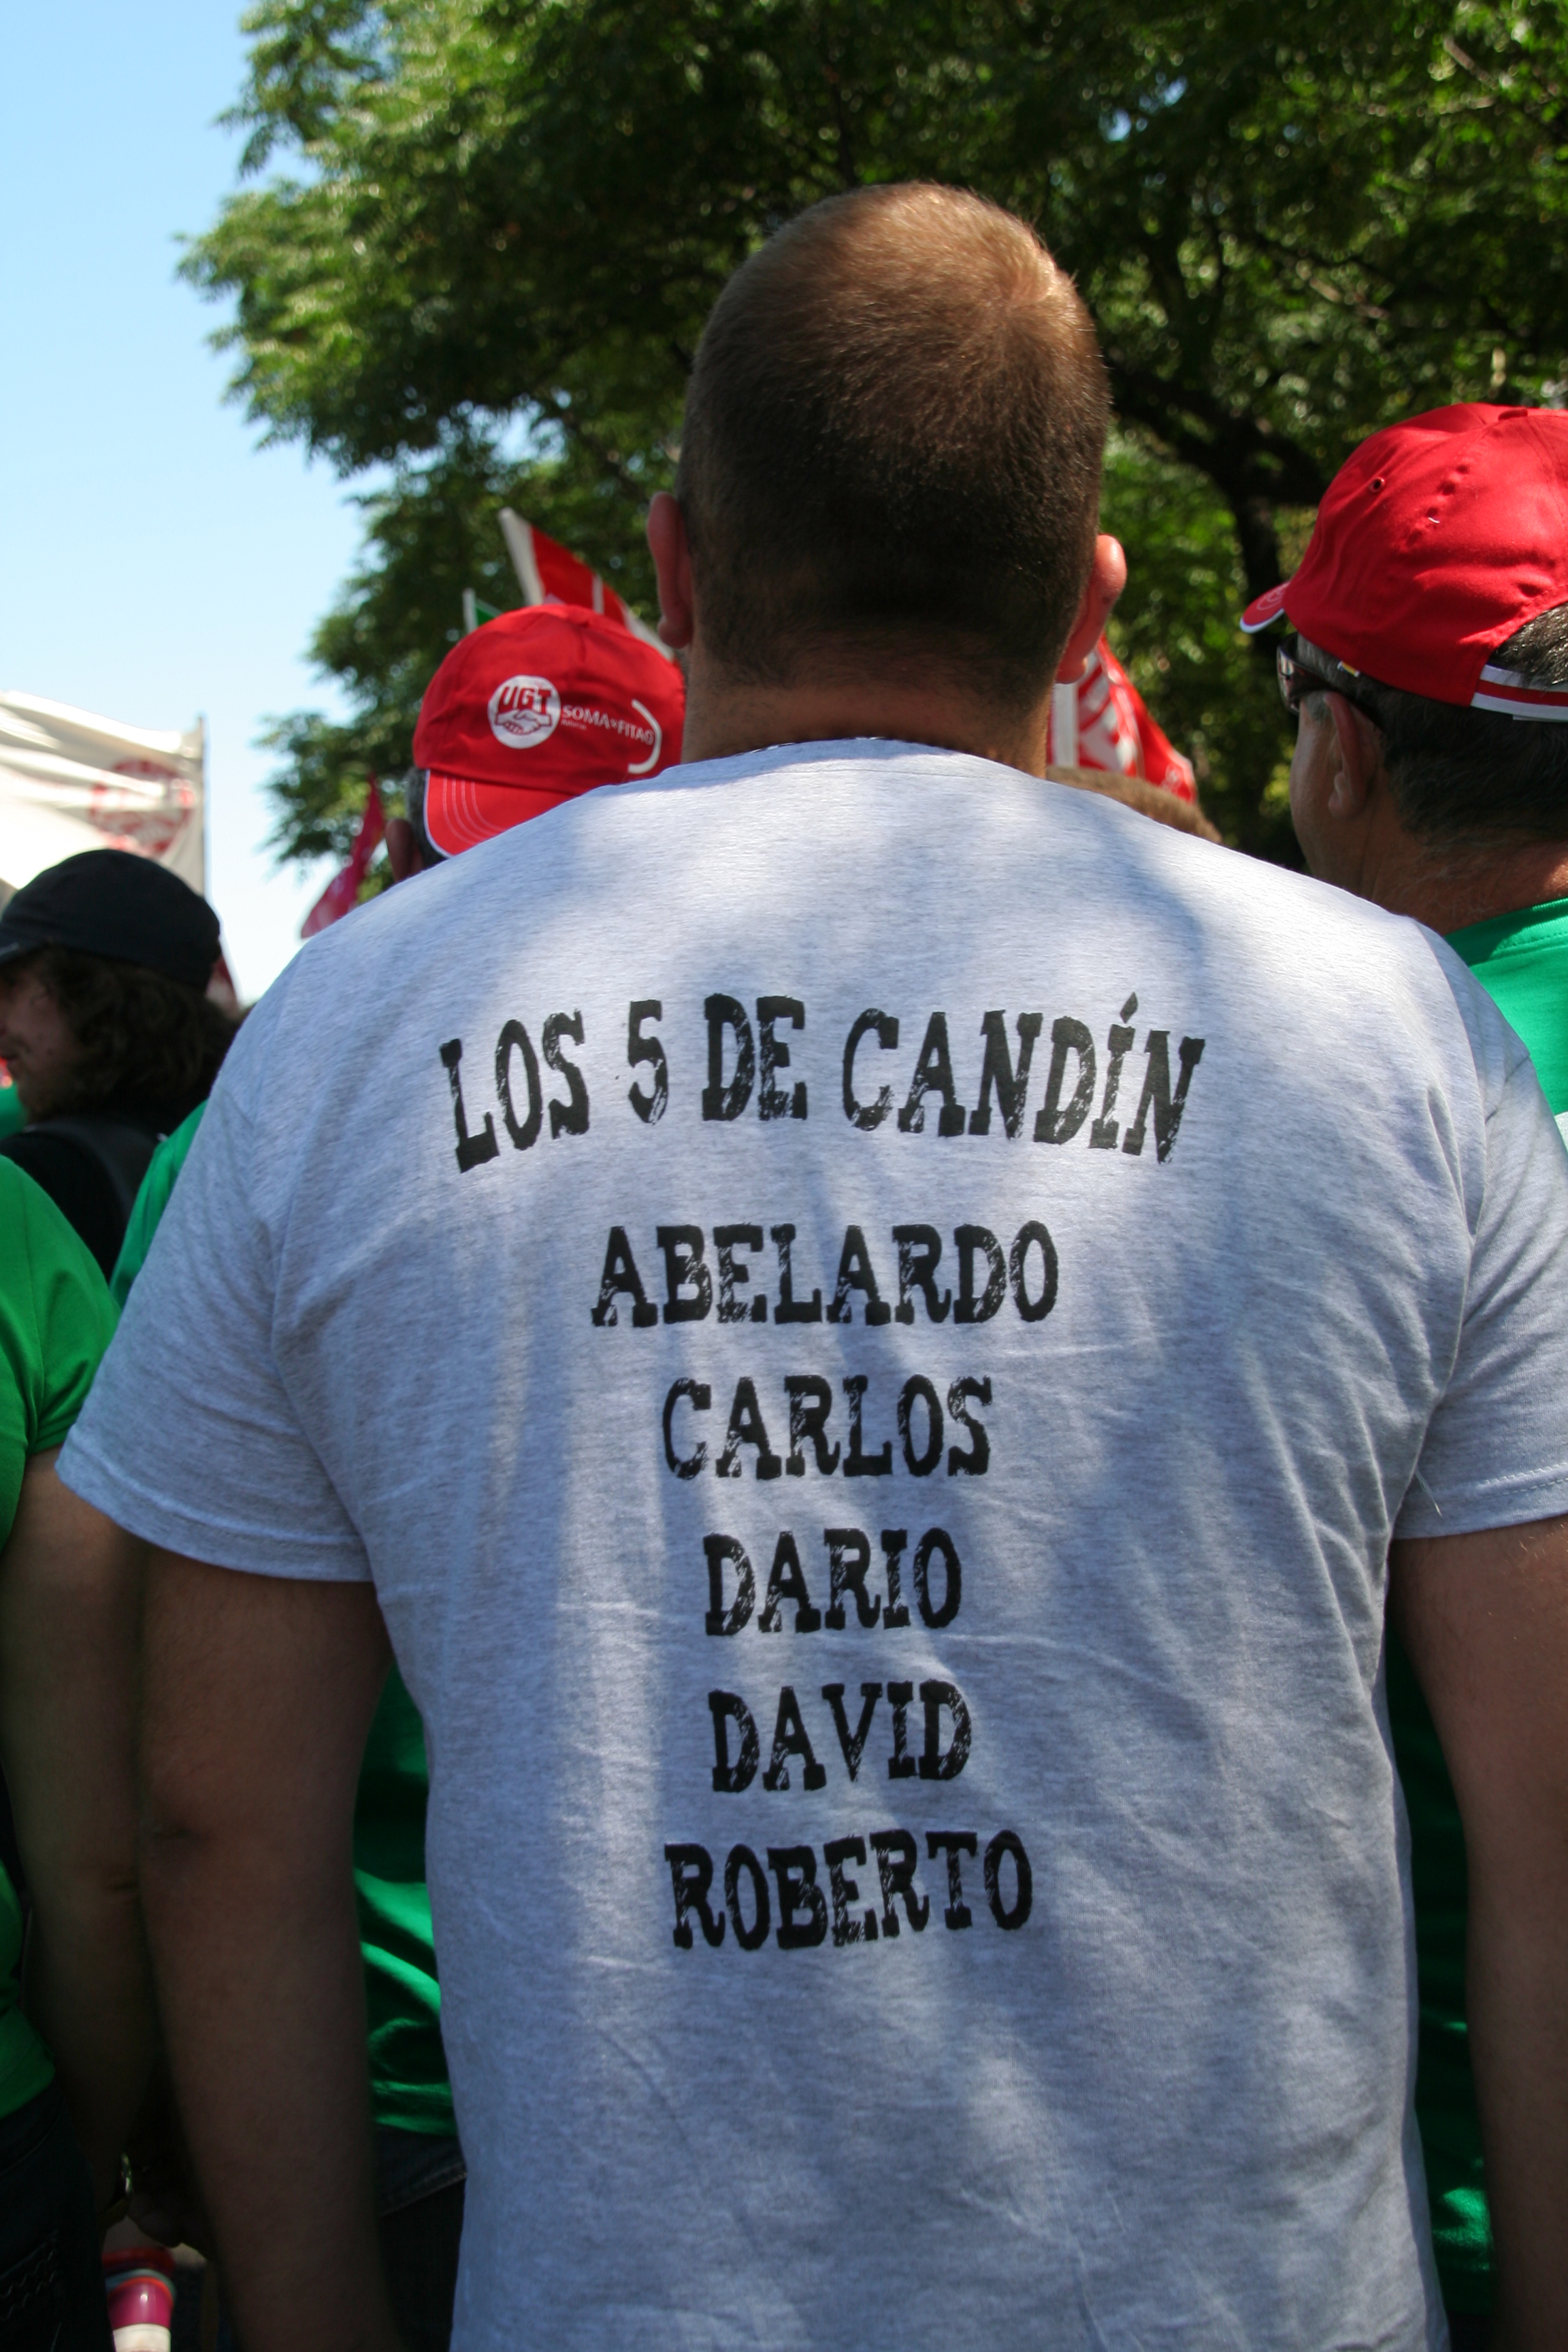 UGT
SOMA-FITAG
LOS 5 DE CANDÍN
ABELARDO
CARLOS
DARIO
DAVID
ROBERTO